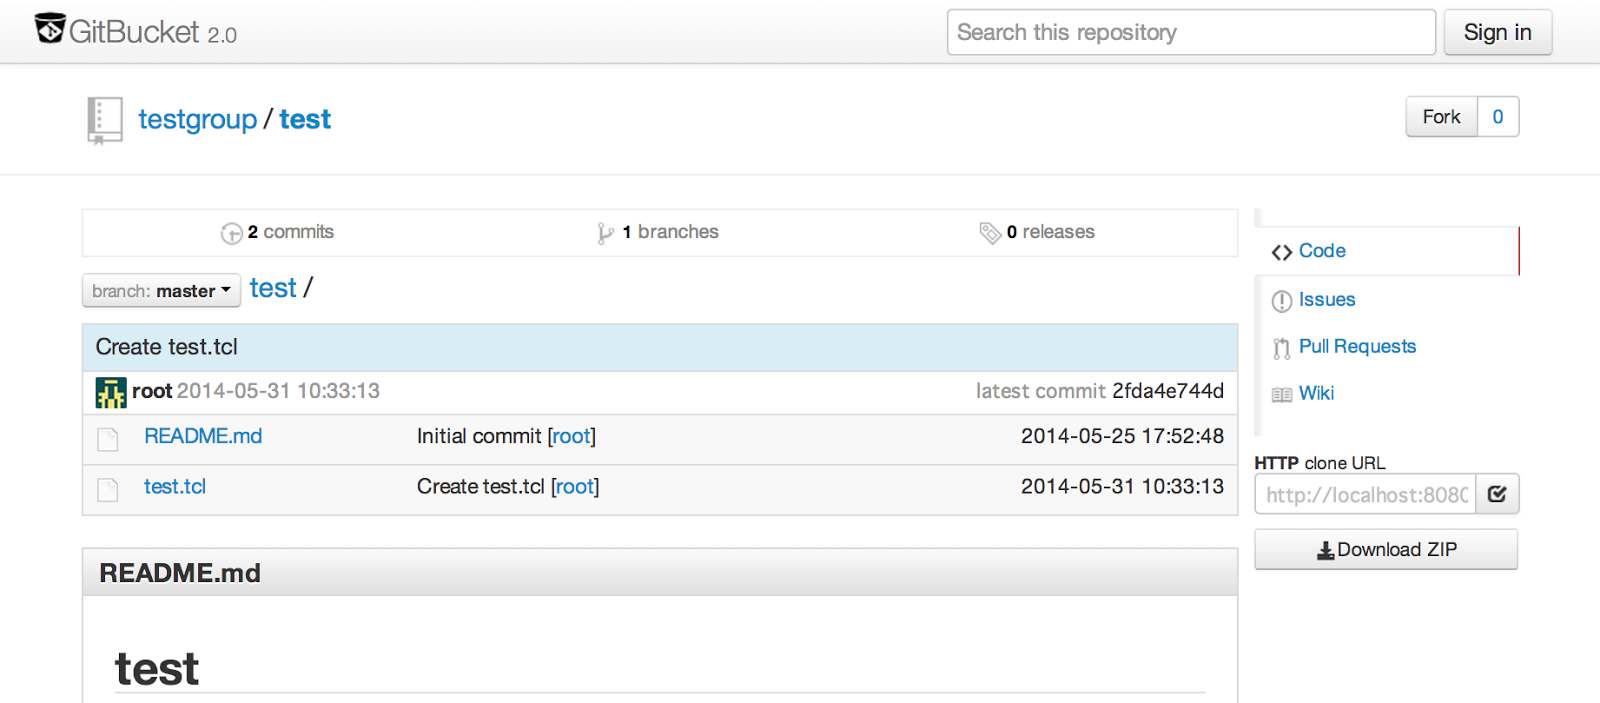 GitBucket 2.0
Search this repository
Sign in
testgroup / test
Fork 0
2 commits
1 branches
0 releases
branch: master
test /
Create test.tcl
root 2014-05-31 10:33:13
latest commit 2fda4e744d
README.md Initial commit [root] 2014-05-25 17:52:48
test.tcl Create test.tcl [root] 2014-05-31 10:33:13
README.md
test
Code
Issues
Pull Requests
Wiki
HTTP clone URL
http://localhost:8080
Download ZIP